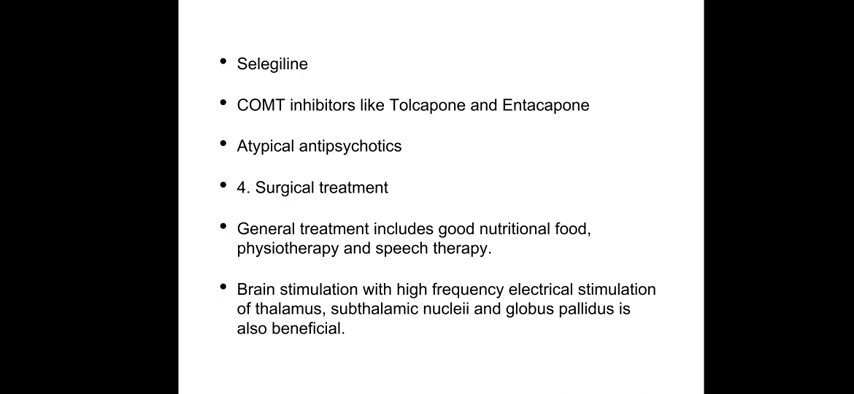 • Selegiline
• COMT inhibitors like Tolcapone and Entacapone
• Atypical antipsychotics
• 4. Surgical treatment
• General treatment includes good nutritional food,
physiotherapy and speech therapy.
• Brain stimulation with high frequency electrical stimulation
of thalamus, subthalamic nucleii and globus pallidus is
also beneficial.